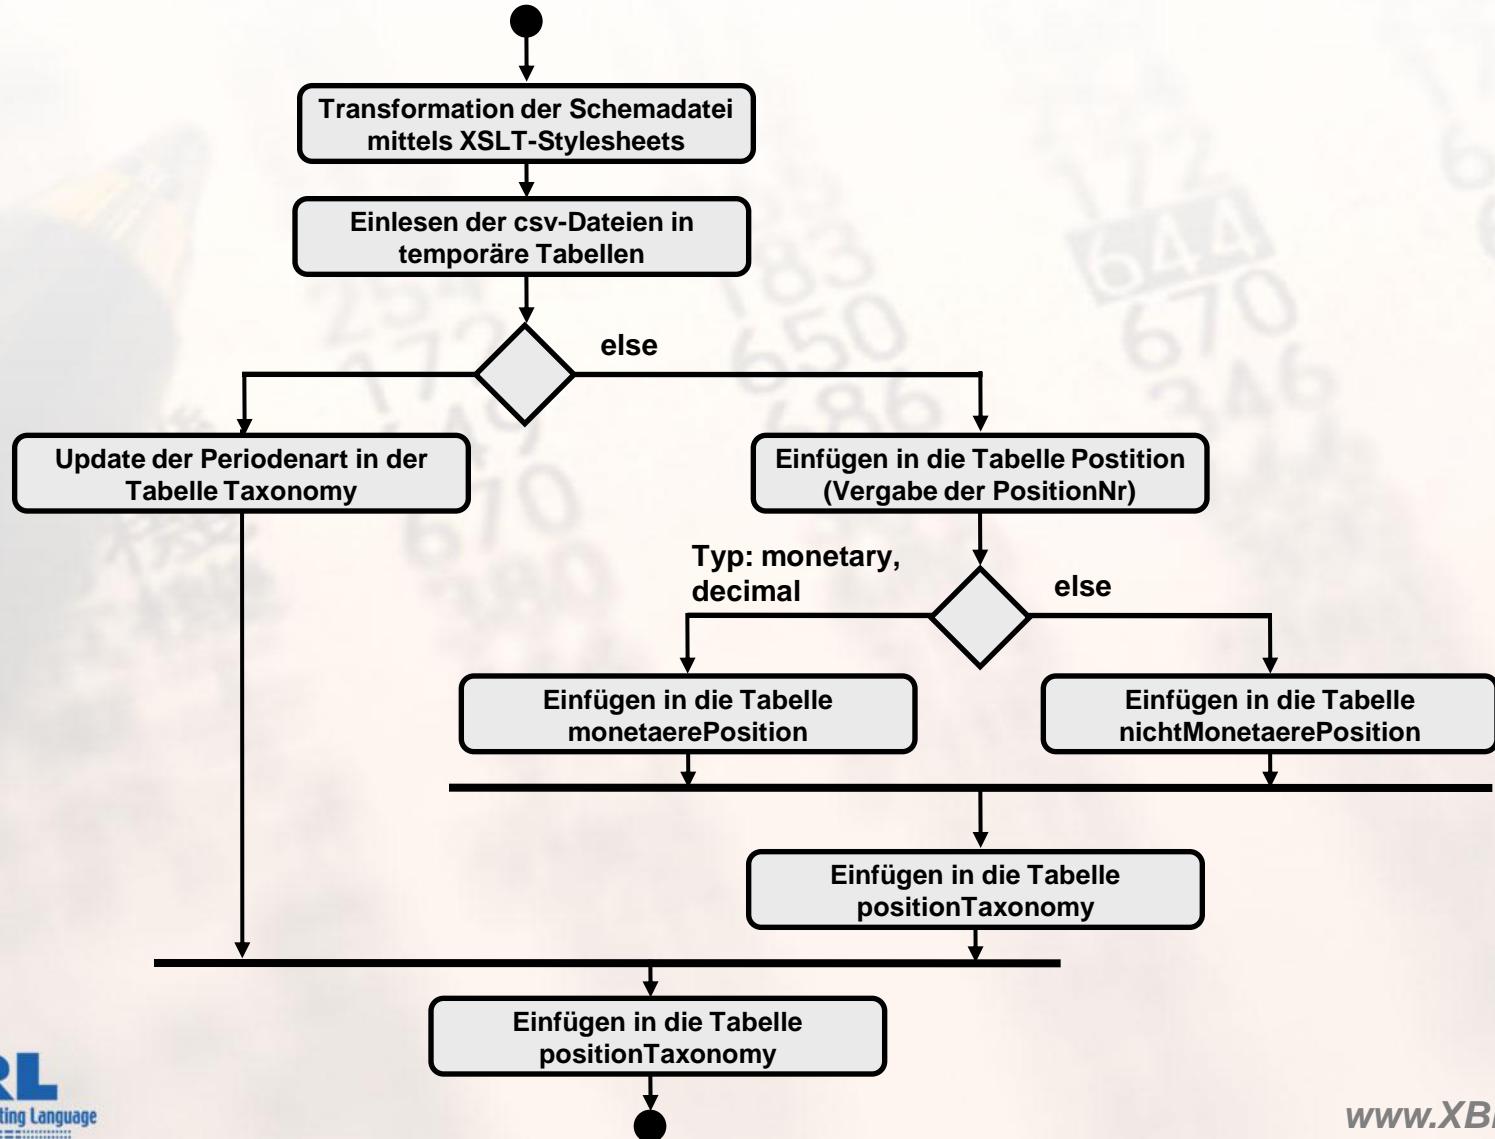 Transformation der Schemadatei
mittels XSLT-Stylesheets
Einlesen der csv-Dateien in
temporäre Tabellen
else
Update der Periodenart in der
Tabelle Taxonomy
Einfügen in die Tabelle Postition
(Vergabe der PositionNr)
Typ: monetary,
decimal
else
Einfügen in die Tabelle
monetaerePosition
Einfügen in die Tabelle
nichtMonetaerePosition
Einfügen in die Tabelle
positionTaxonomy
Einfügen in die Tabelle
positionTaxonomy
RL
ting Language
www.XB